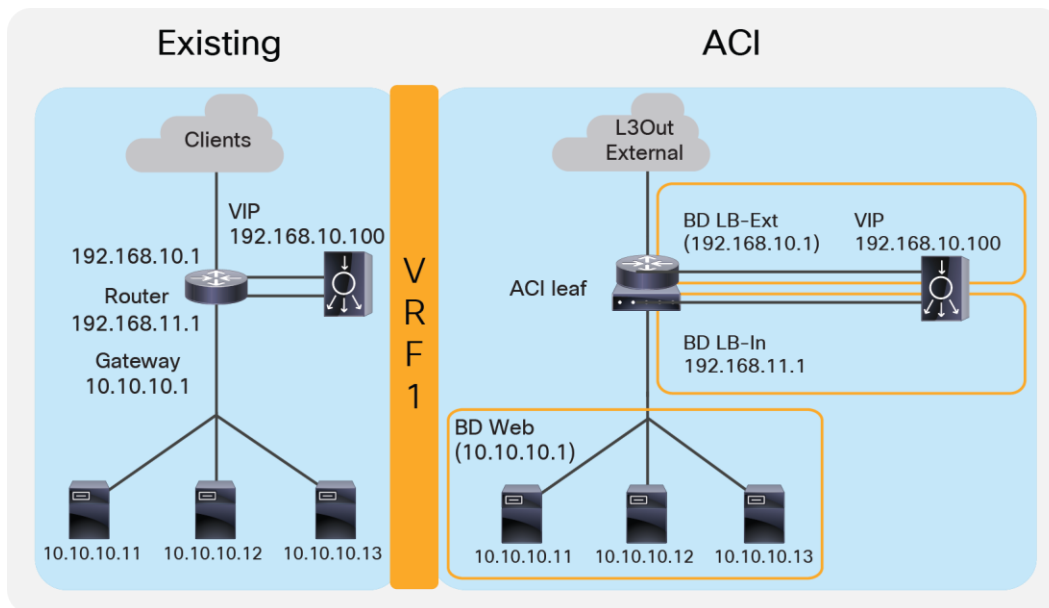 Existing
Clients
VIP
192.168.10.100
192.168.10.1
Router
192.168.11.1
Gateway
10.10.10.1
10.10.10.11
10.10.10.12
10.10.10.13
V
R
F
1
ACI
L3Out
External
BD LB-Ext
(192.168.10.1)
VIP
192.168.10.100
ACI leaf
BD LB-In
192.168.11.1
BD Web
(10.10.10.1)
10.10.10.11
10.10.10.12
10.10.10.13